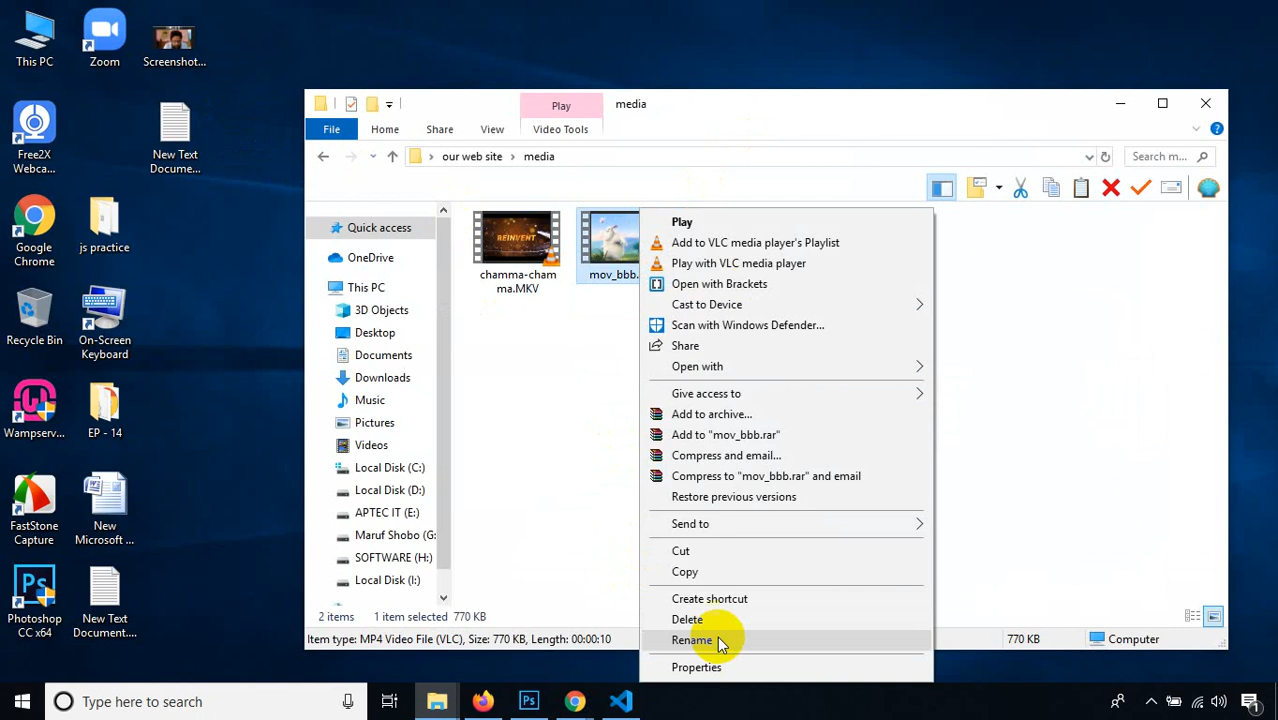 This PC
Zoom
Screenshot...
Free2X
Webca...
New Text
Docume...
Google
Chrome
js practice
Recycle Bin
On-Screen
Keyboard
Wampserv...
EP - 14
FastStone
Capture
New
Microsoft ...
Photoshop
CC x64
New Text
Document....
Play
media
File
Home
Share
View
Video Tools
our web site
media
Search m...
Quick access
OneDrive
This PC
3D Objects
Desktop
Documents
Downloads
Music
Pictures
Videos
Local Disk (C:)
Local Disk (D:)
APTEC IT (E:)
Maruf Shobo (G:
SOFTWARE (H:)
Local Disk (I:)
chamma-cham
ma.MKV
REINVENT
mov_bbb.
Play
Add to VLC media player's Playlist
Play with VLC media player
Open with Brackets
Cast to Device
Scan with Windows Defender...
Share
Open with
Give access to
Add to archive...
Add to "mov_bbb.rar"
Compress and email...
Compress to "mov_bbb.rar" and email
Restore previous versions
Send to
Cut
Copy
Create shortcut
Delete
Rename
Properties
2 items
1 item selected 770 KB
Item type: MP4 Video File (VLC), Size: 770 KB, Length: 00:00:10
770 KB
Computer
Type here to search
Ps
1